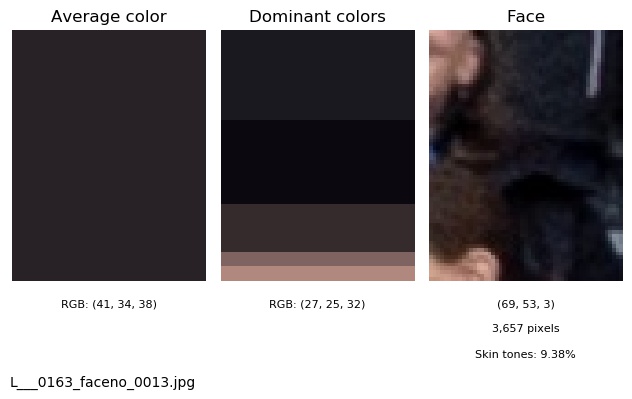 Average color
Dominant colors
Face
RGB: (41, 34, 38)
RGB: (27, 25, 32)
(69, 53, 3)
3,657 pixels
Skin tones: 9.38%
L___0163_faceno_0013.jpg